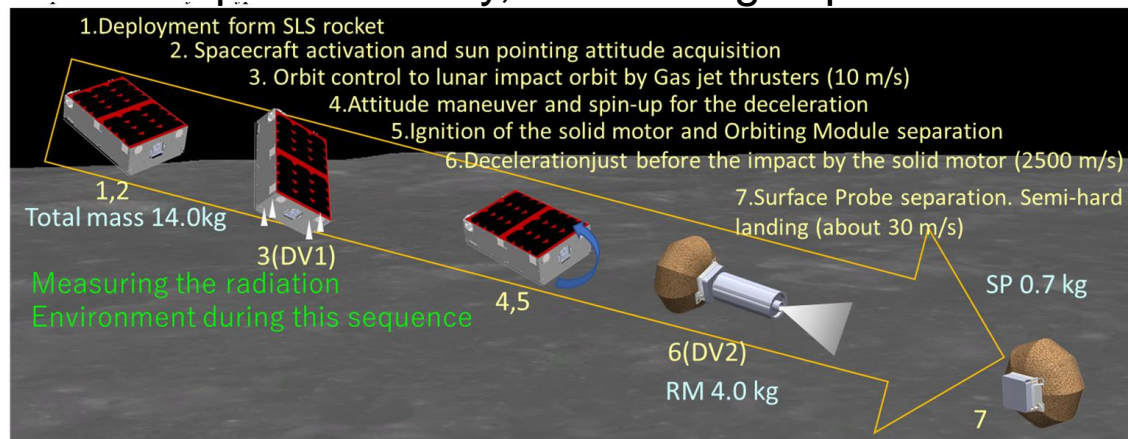 1.Deployment form SLS rocket
2. Spacecraft activation and sun pointing attitude acquisition
3. Orbit control to lunar impact orbit by Gas jet thrusters (10 m/s)
4.Attitude maneuver and spin-up for the deceleration
5.Ignition of the solid motor and Orbiting Module separation
6.Decelerationjust before the impact by the solid motor (2500 m/s)
7.Surface Probe separation. Semi-hard
landing (about 30 m/s)
1,2
Total mass 14.0kg
3(DV1)
Measuring the radiation
Environment during this sequence
4,5
6(DV2)
RM 4.0 kg
SP 0.7 kg
7